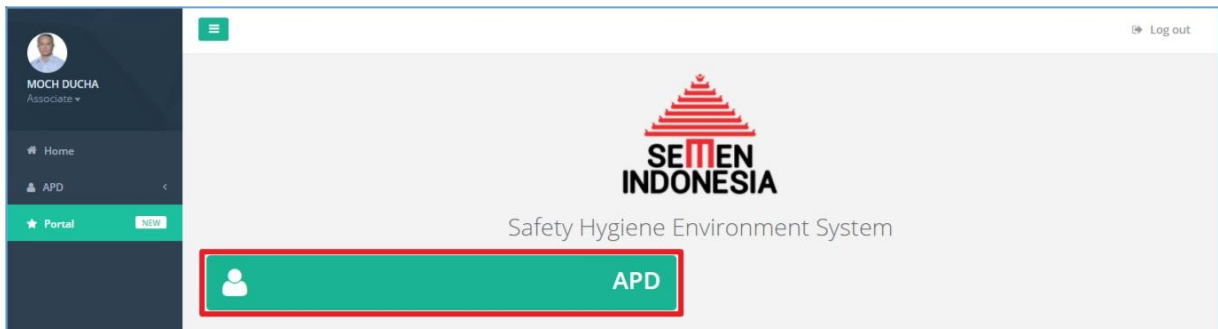 MOCH DUCHA
Associate
Home
APD
Portal NEW
Log out
SEMEN
INDONESIA
Safety Hygiene Environment System
APD